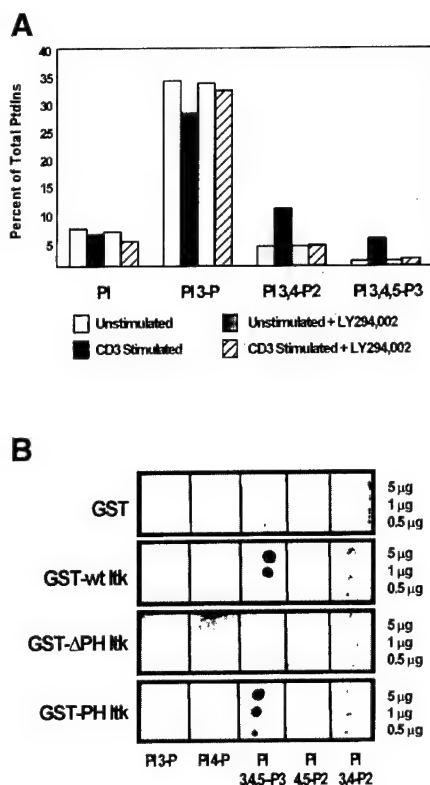 A
Percent of Total PtdIns
40
35
30
25
20
15
10
5
PI
PI 3-P
PI 3,4-P2
PI 3,4,5-P3
Unstimulated
Unstimulated + LY294,002
CD3 Stimulated
CD3 Stimulated + LY294,002
B
GST
5 µg
1 µg
0.5 µg
GST-wt Itk
5 µg
1 µg
0.5 µg
GST-ΔPH Itk
5 µg
1 µg
0.5 µg
GST-PH Itk
5 µg
1 µg
0.5 µg
PI 3-P
PI 4-P
PI 3,4,5-P3
PI 4,5-P2
PI 3,4-P2